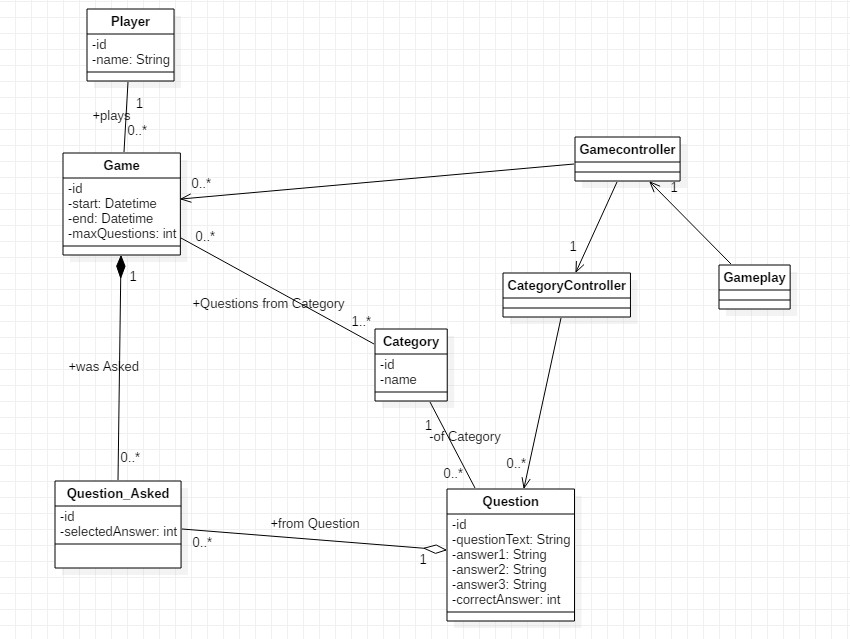 Player
-id
-name: String
1
+plays
0..*
Game
-id
-start: Datetime
-end: Datetime
-maxQuestions: int
0..*
0..*
Gamecontroller
1
1
CategoryController
Gameplay
1
+Questions from Category
1..*
Category
-id
-name
+was Asked
1
-of Category
0..*
0..*
0..*
Question_Asked
-id
-selectedAnswer: int
+from Question
0..*
1
Question
-id
-questionText: String
-answer1: String
-answer2: String
-answer3: String
-correctAnswer: int